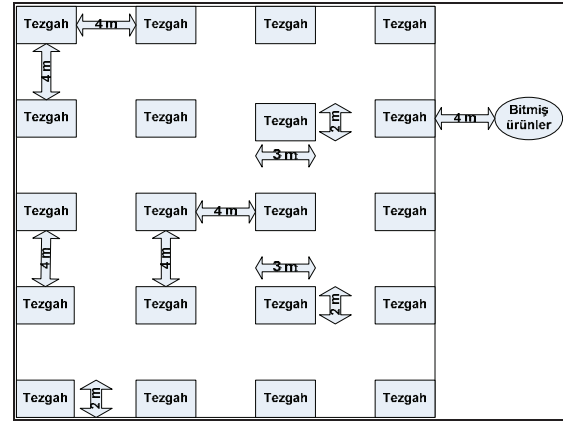 Tezgah 4 m Tezgah Tezgah Tezgah
4 m
Tezgah Tezgah Tezgah 2 m Tezgah 4 m Bitmiş
ürünler
3 m
Tezgah Tezgah 4 m Tezgah Tezgah
4 m 4 m 3 m
Tezgah Tezgah Tezgah 2 m Tezgah
Tezgah 2 m Tezgah Tezgah Tezgah